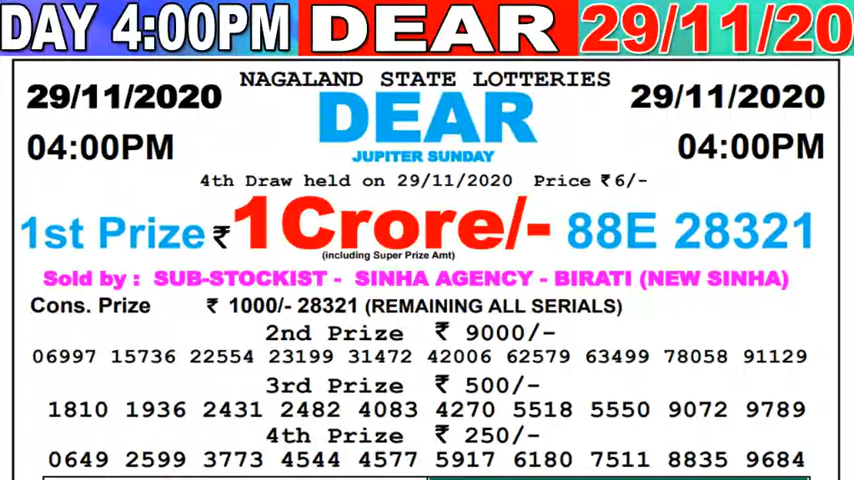 DAY 4:00PM DEAR 29/11/20
NAGALAND STATE LOTTERIES
29/11/2020 DEAR 29/11/2020
JUPITER SUNDAY
04:00PM 04:00PM
4th Draw held on 29/11/2020 Price ₹6/-
1st Prize ₹1Crore/- 88E 28321
(including Super Prize Amt)
Sold by : SUB-STOCKIST - SINHA AGENCY - BIRATI (NEW SINHA)
Cons. Prize ₹ 1000/- 28321 (REMAINING ALL SERIALS)
2nd Prize ₹ 9000/-
06997 15736 22554 23199 31472 42006 62579 63499 78058 91129
3rd Prize ₹ 500/-
1810 1936 2431 2482 4083 4270 5518 5550 9072 9789
4th Prize ₹ 250/-
0649 2599 3773 4544 4577 5917 6180 7511 8835 9684